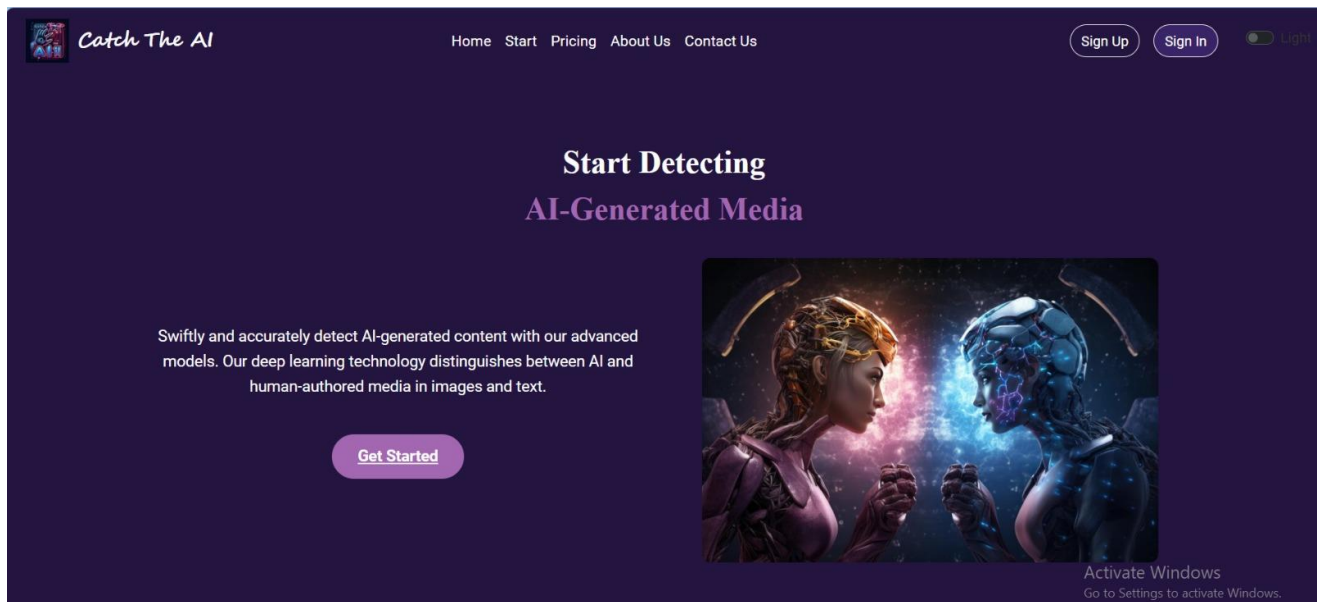 Catch The AI
Home Start Pricing About Us Contact Us
Sign Up Sign In Light
Start Detecting
AI-Generated Media
Swiftly and accurately detect AI-generated content with our advanced
models. Our deep learning technology distinguishes between AI and
human-authored media in images and text.
Get Started
Activate Windows
Go to Settings to activate Windows.